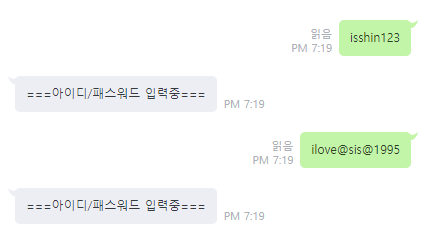 읽음
PM 7:19
isshin123
===아이디/패스워드 입력중===
PM 7:19
읽음
PM 7:19
ilove@sis@1995
===아이디/패스워드 입력중===
PM 7:19